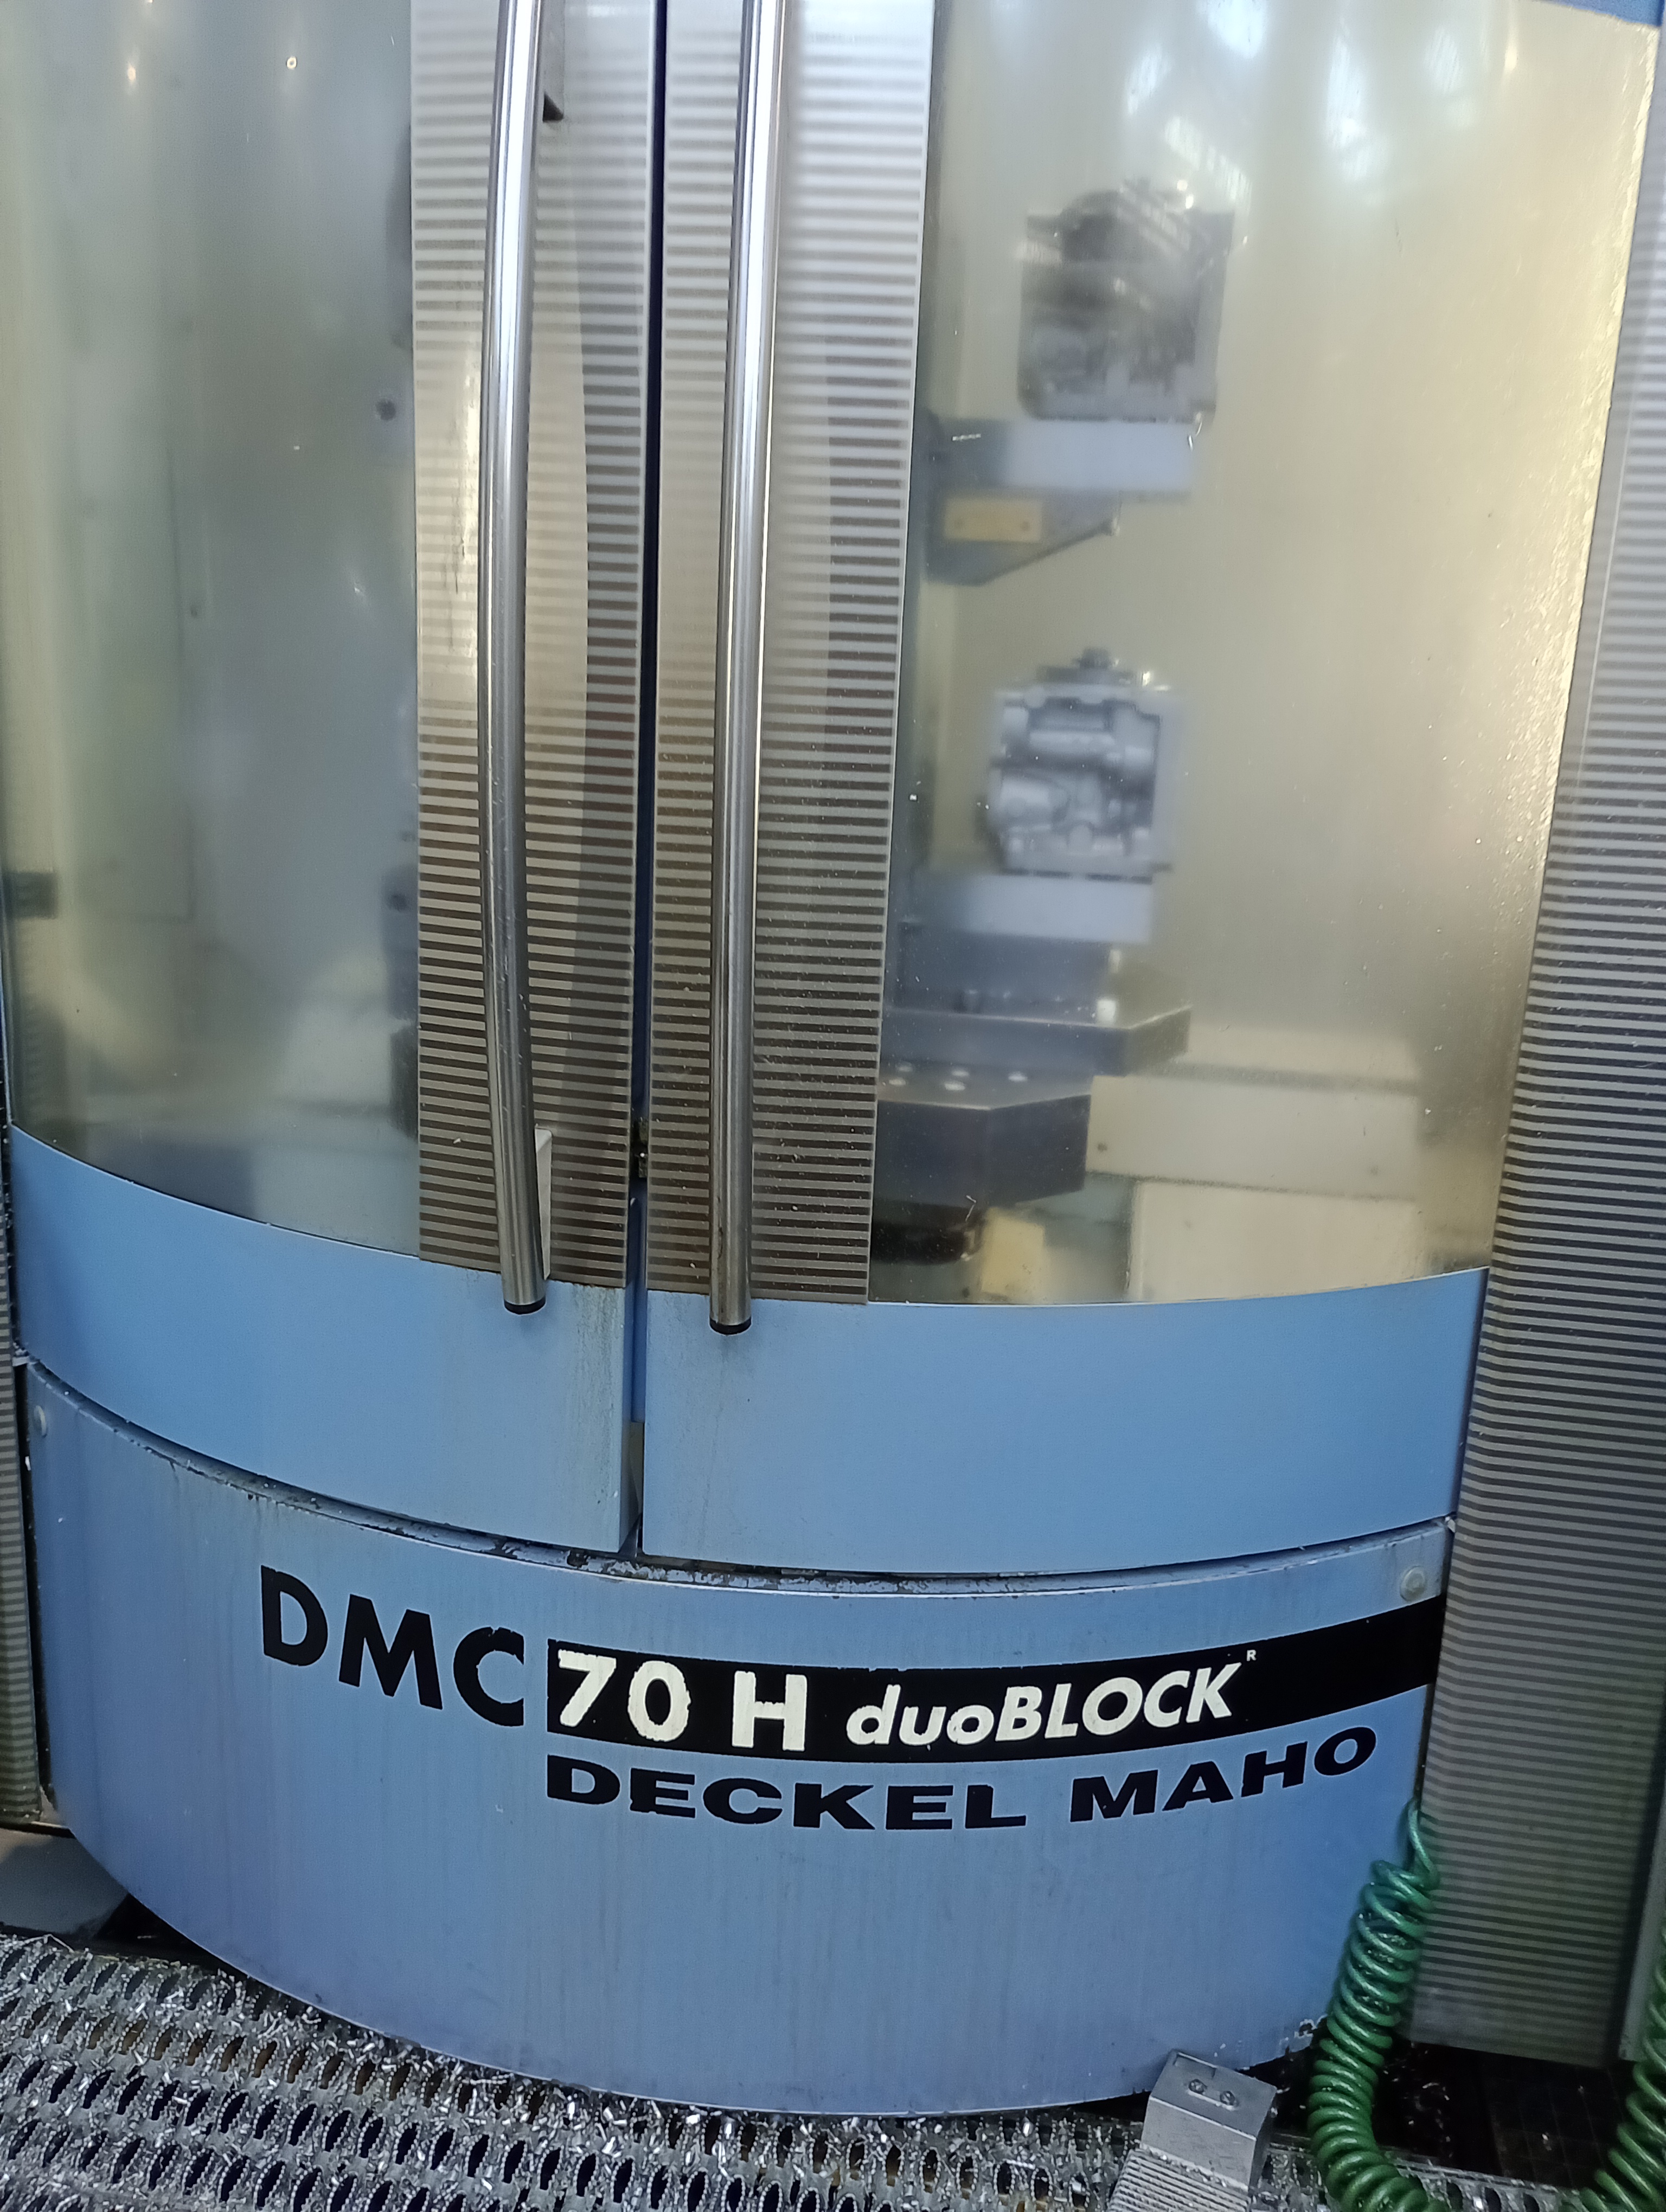 DMC 70 H duoBLOCK R
DECKEL MAHO